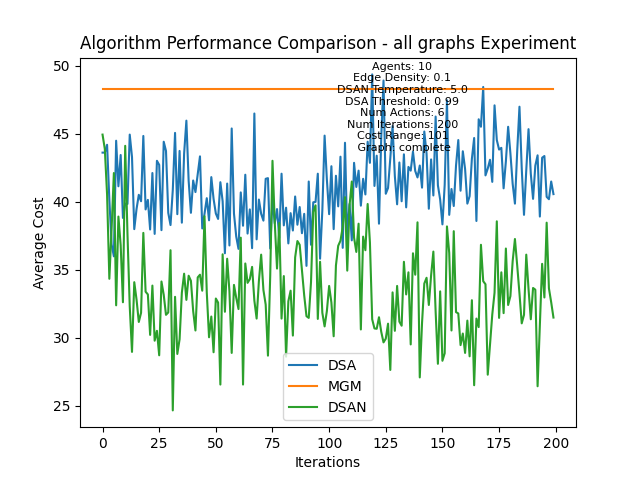 Algorithm Performance Comparison - all graphs Experiment
50
45
40
35
30
25
Average Cost
Agents: 10
Edge Density: 0.1
DSAN Temperature: 5.0
DSA Threshold: 0.99
Num Actions: 
Num Iterations: 200
Cost Range: 101
Graph: complete
DSA
MGM
DSAN
0
25
50
75
100
125
150
175
200
Iterations